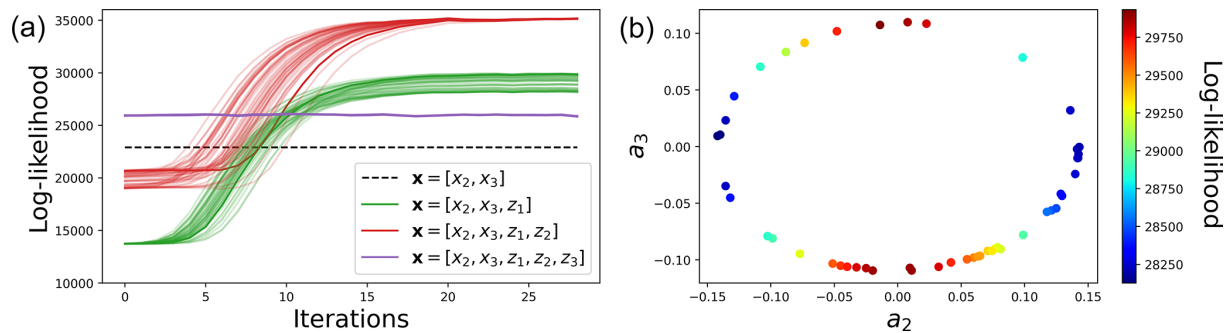 (a)
Log-likelihood
35000
30000
25000
20000
15000
10000
0
5
10
15
20
25
Iterations
x = [x₂, x₃]
x = [x₂, x₃, z₁]
x = [x₂, x₃, z₁, z₂]
x = [x₂, x₃, z₁, z₂, z₃]
(b)
a₃
0.10
0.05
0.00
−0.05
−0.10
−0.15
−0.10
−0.05
0.00
0.05
0.10
0.15
a₂
29750
29500
29250
29000
28750
28500
28250
Log-likelihood